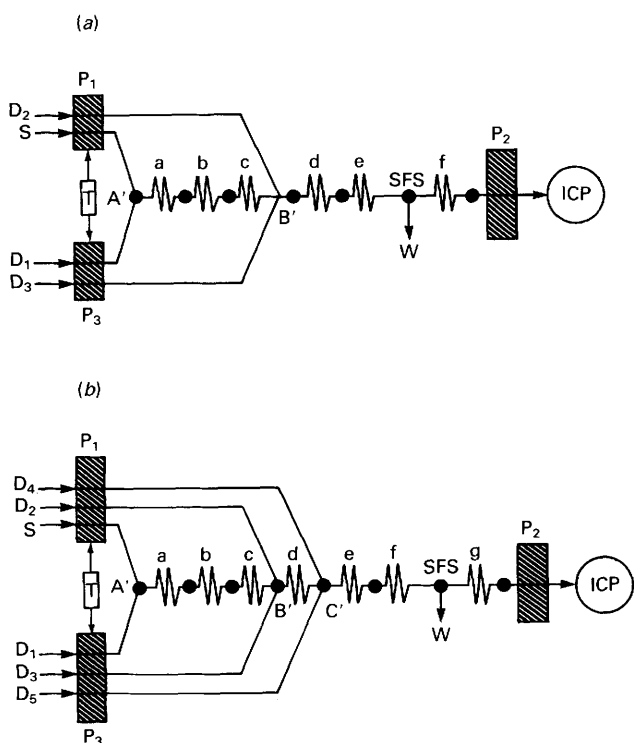 (a)
P₁
D₂
S
T
A′
a b c d e f
B′
SFS
W
P₂
ICP
D₁
D₃
P₃
(b)
P₁
D₄
D₂
S
T
A′
a b c d e f g
B′
C′
SFS
W
P₂
ICP
D₁
D₃
D₅
P₃